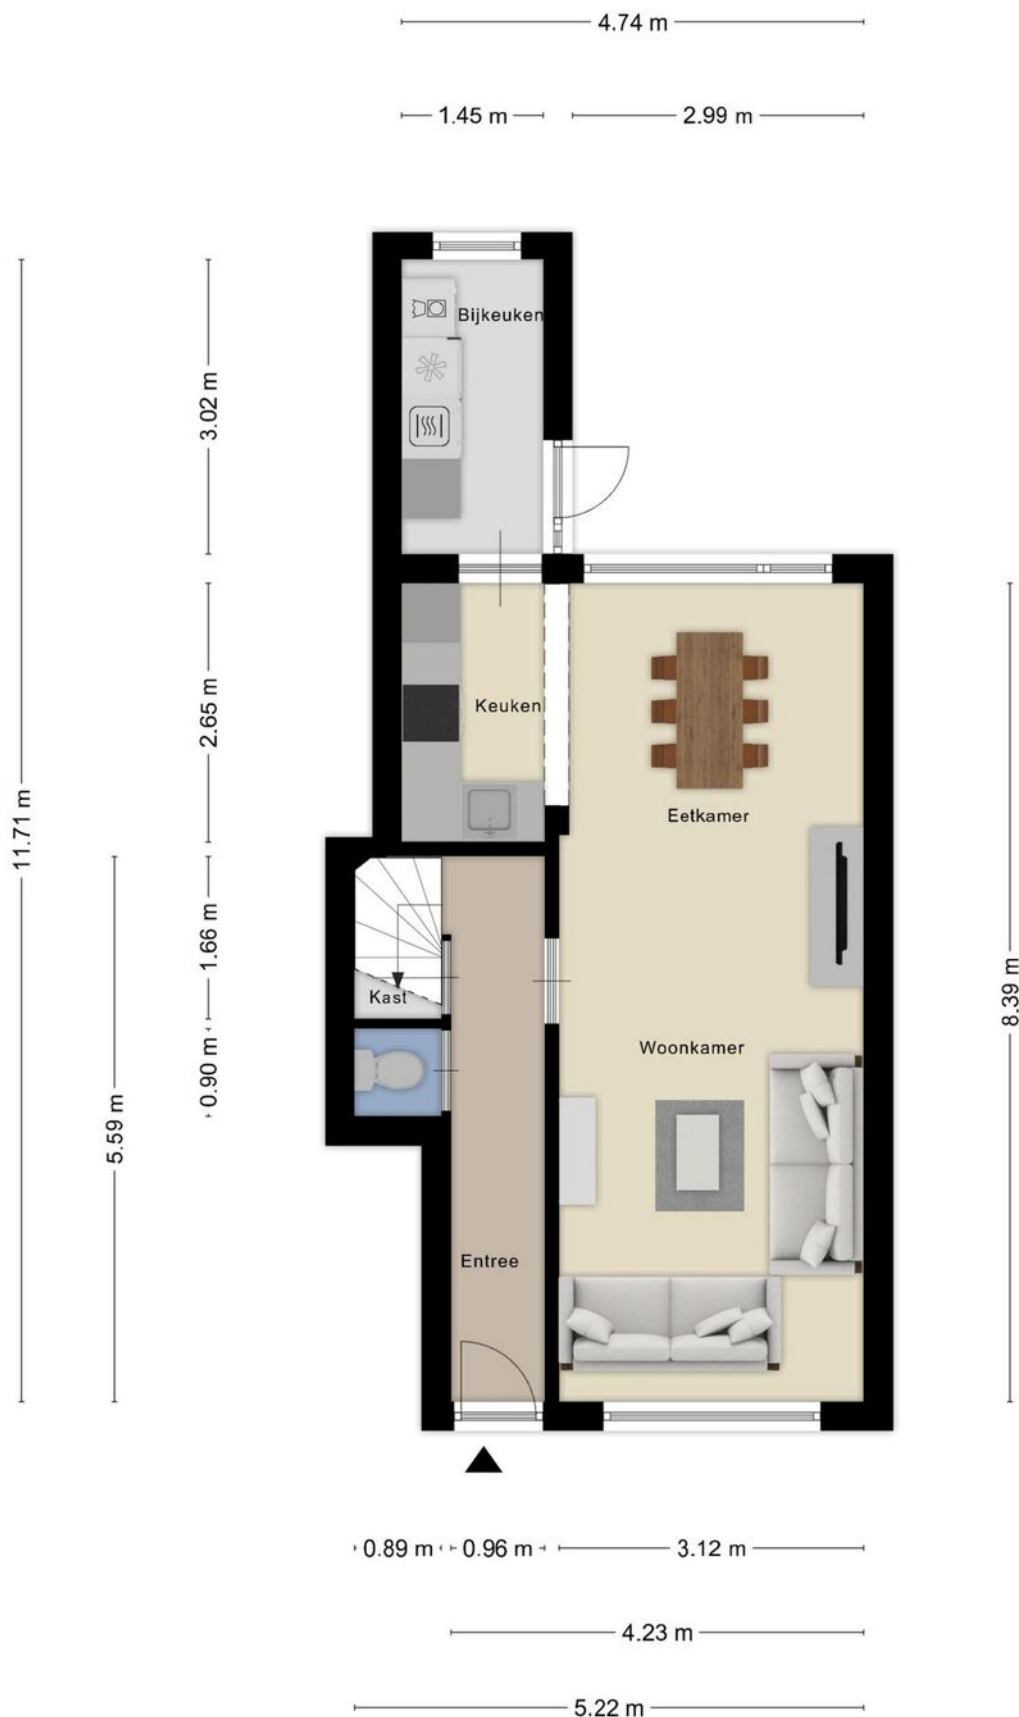 4.74 m
1.45 m
2.99 m
Bijkeuken
3.02 m
2.65 m
Keuken
11.71 m
Eetkamer
1.66 m
8.39 m
Kast
Woonkamer
0.90 m
5.59 m
Entree
0.89 m
0.96 m
3.12 m
4.23 m
5.22 m